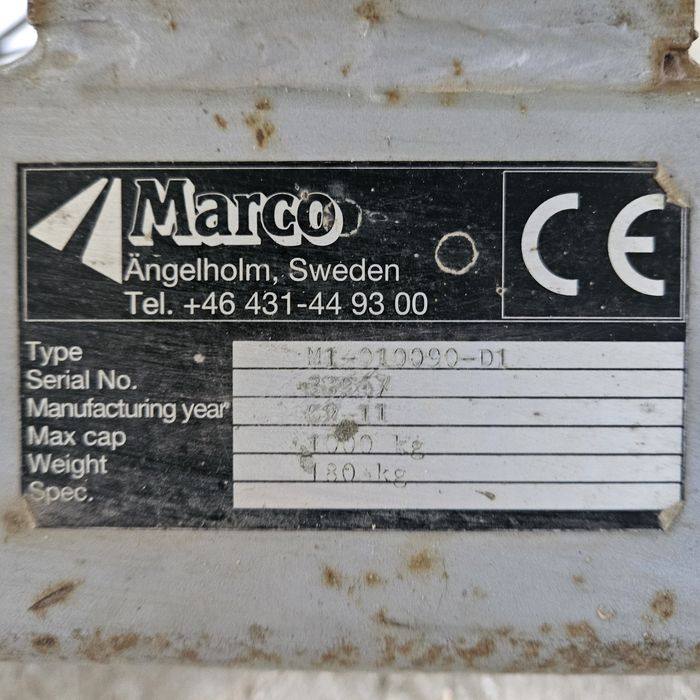 Marco
Ängelholm, Sweden
Tel. +46 431-44 93 00
CE
Type M1-010090-D1
Serial No.
Manufacturing year 11
Max cap 1000 kg
Weight 180 kg
Spec.